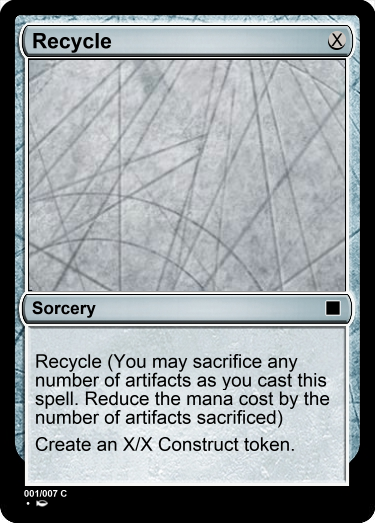 Recycle X
Sorcery
Recycle (You may sacrifice any
number of artifacts as you cast this
spell. Reduce the mana cost by the
number of artifacts sacrificed)
Create an X/X Construct token.
001/007 C